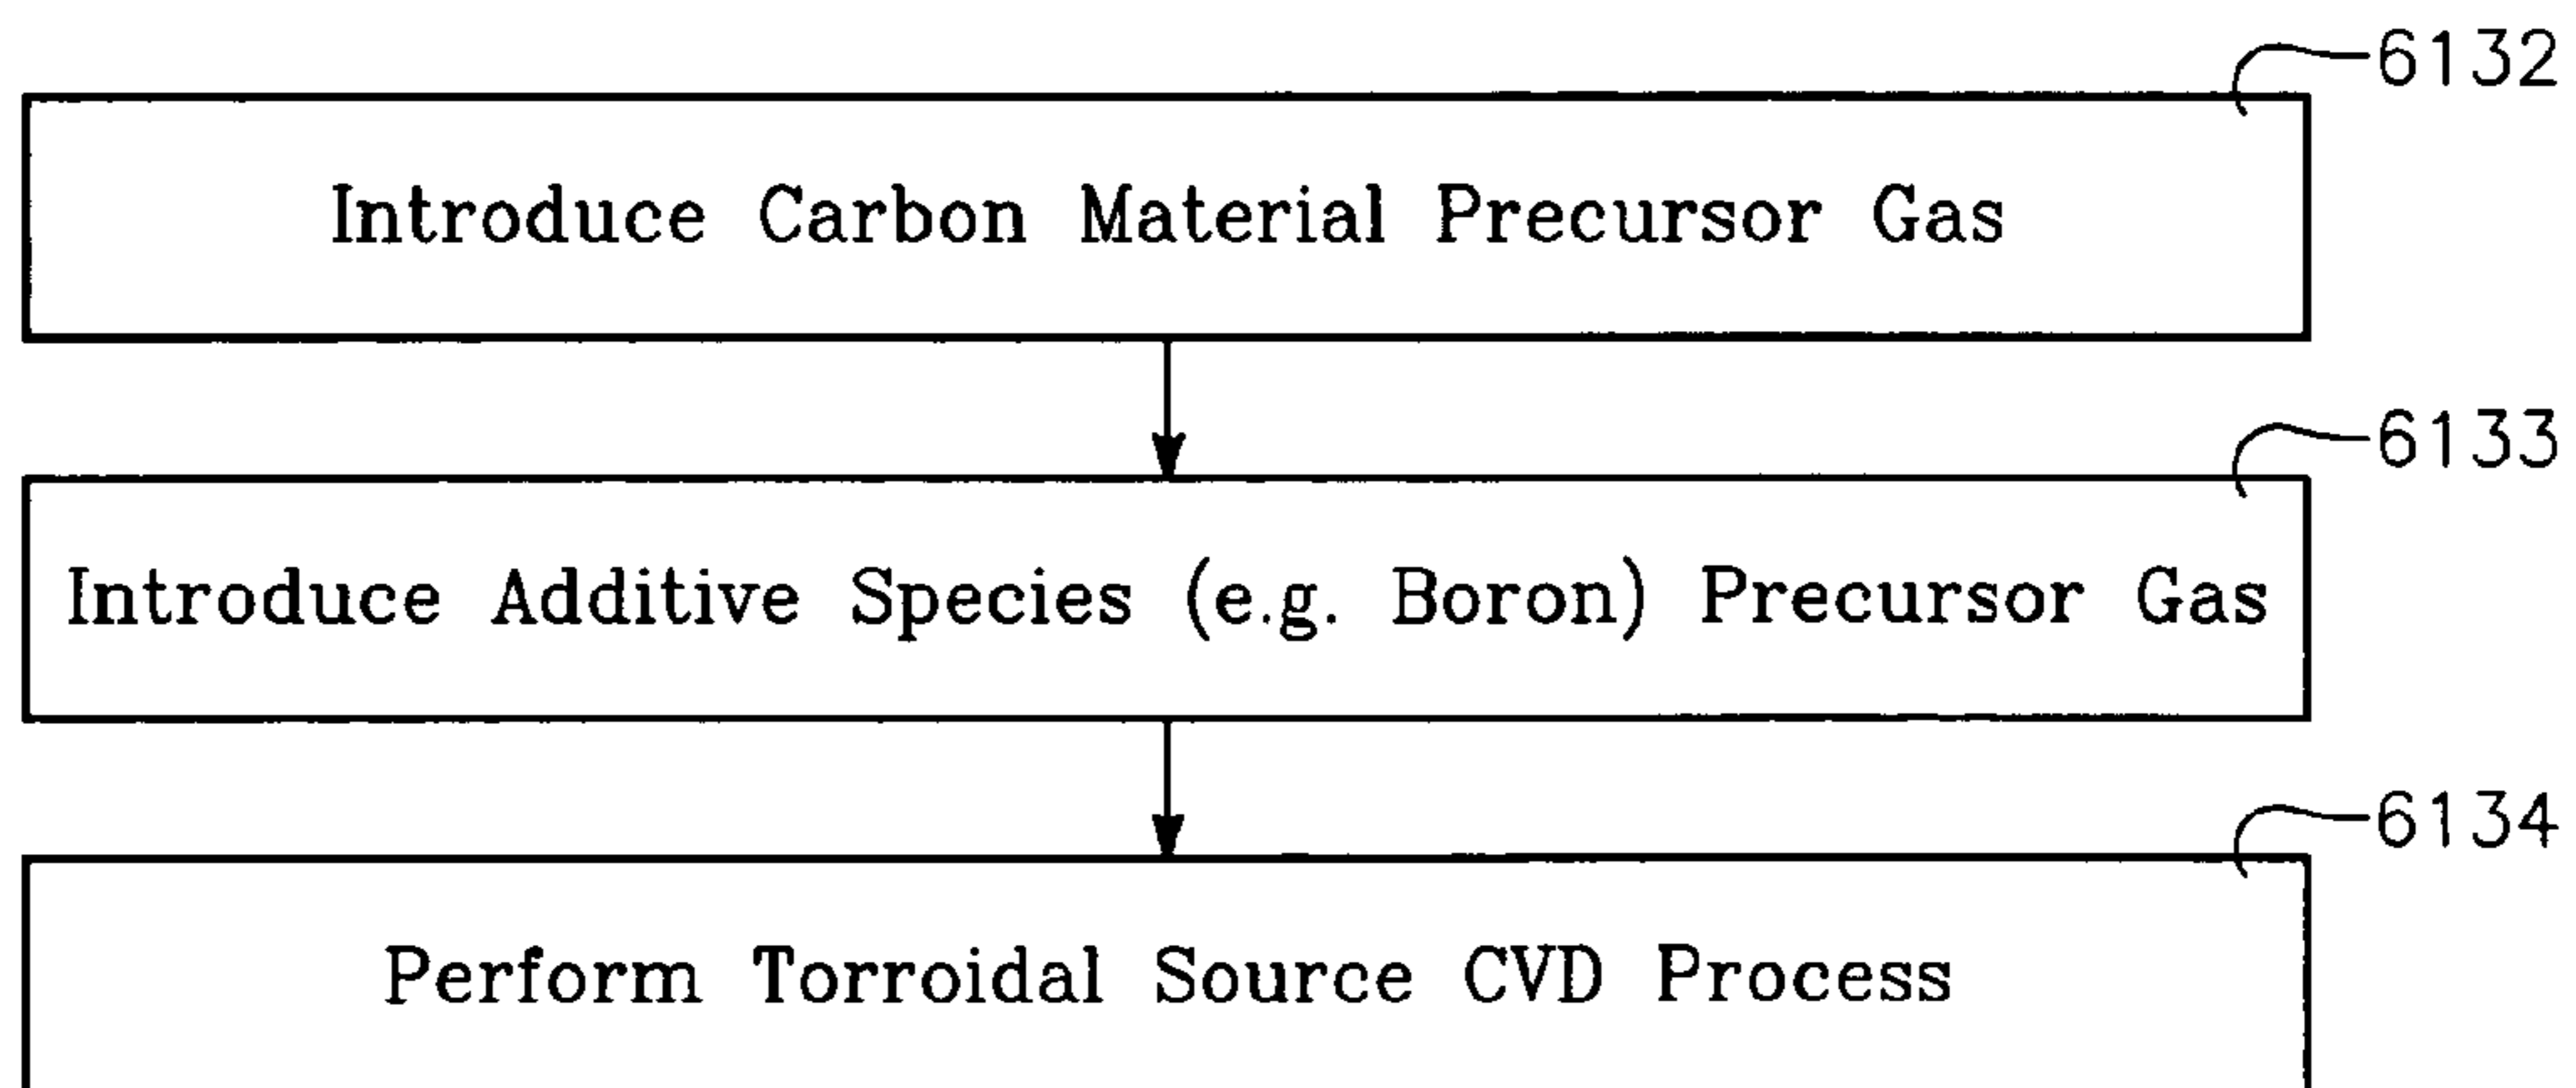 6132
Introduce Carbon Material Precursor Gas
6133
Introduce Additive Species (e.g. Boron) Precursor Gas
6134
Perform Torroidal Source CVD Process